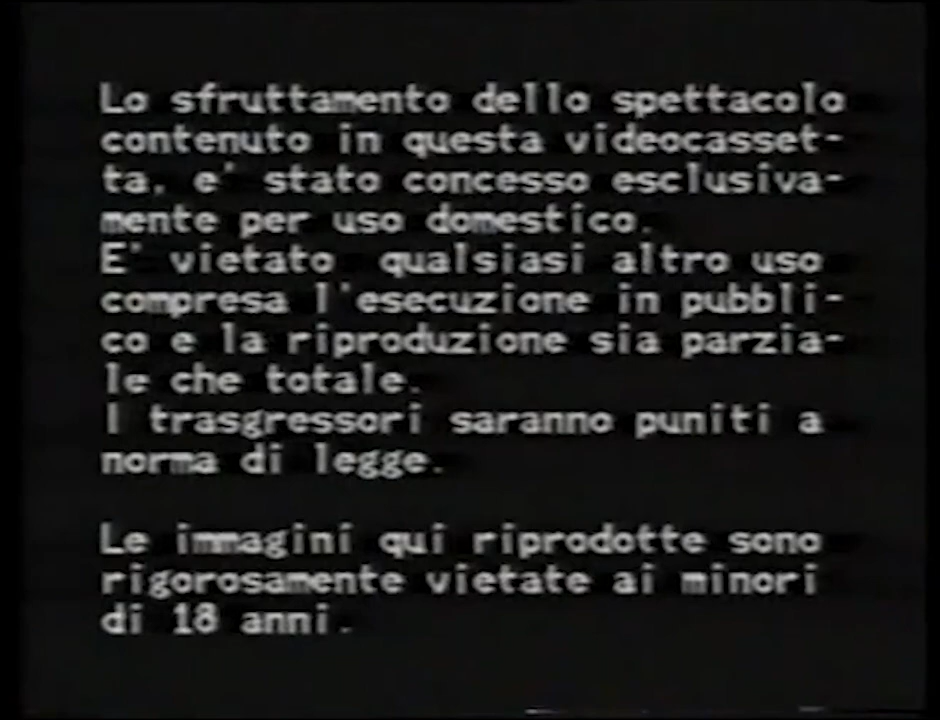 Lo sfruttamento dello spettacolo
contenuto in questa videocasset-
ta, e' stato concesso esclusiva-
mente per uso domestico.
E' vietato qualsiasi altro uso
compresa l'esecuzione in pubbli-
co e la riproduzione sia parzia-
le che totale.
I trasgressori saranno puniti a
norma di legge.
Le immagini qui riprodotte sono
rigorosamente vietate ai minori
di 18 anni.